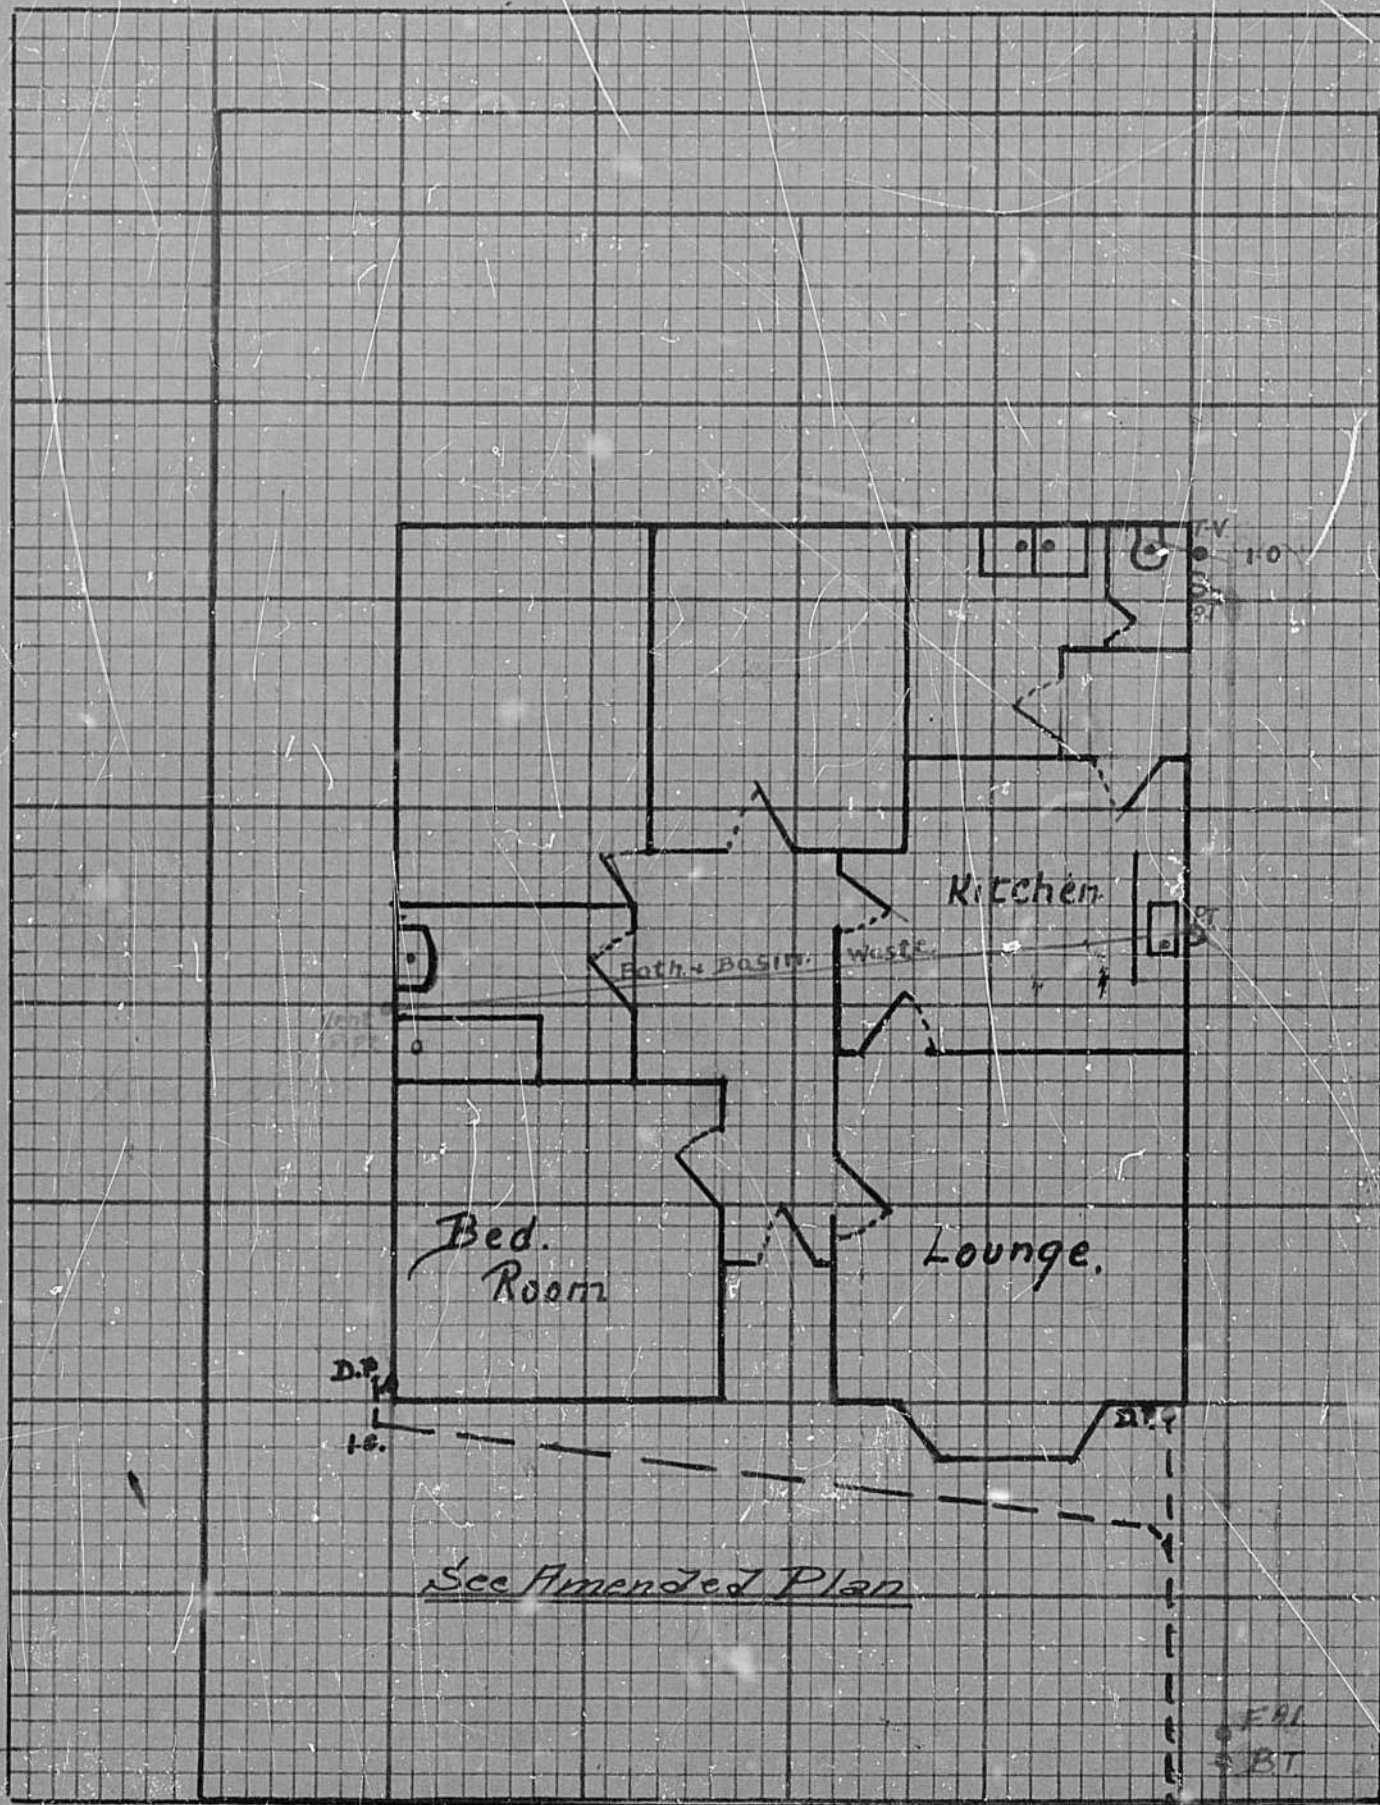 T.V
I.O
Kitchen
P.T
Bath & Basin. Waste.
Vent
Pipe
Bed.
Room
Lounge.
D.P.
D.P.
I.O.
See Amended Plan
B.T